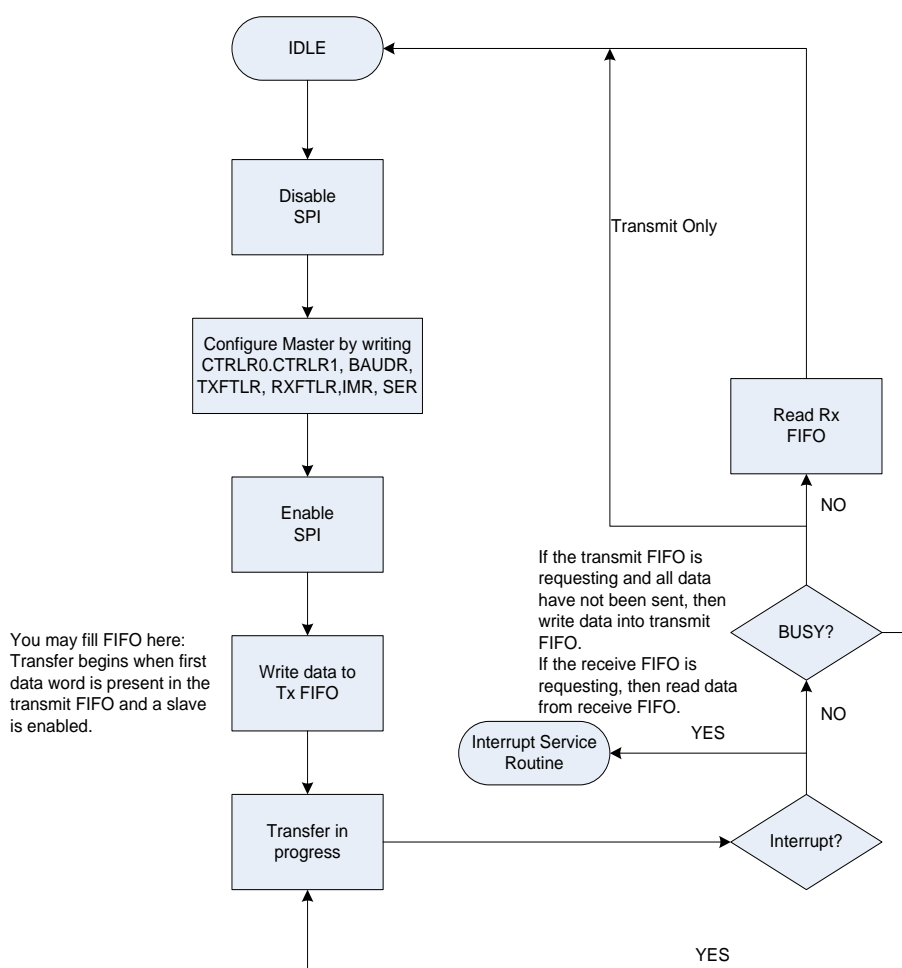 IDLE
Disable
SPI
Transmit Only
Configure Master by writing
CTRLR0.CTRLR1, BAUDR,
TXFTLR, RXFTLR,IMR, SER
Read Rx
FIFO
Enable
SPI
NO
If the transmit FIFO is
requesting and all data
have not been sent, then
write data into transmit
FIFO.
If the receive FIFO is
requesting, then read data
from receive FIFO.
BUSY?
You may fill FIFO here:
Transfer begins when first
data word is present in the
transmit FIFO and a slave
is enabled.
Write data to
Tx FIFO
NO
YES
Interrupt Service
Routine
Transfer in
progress
Interrupt?
YES